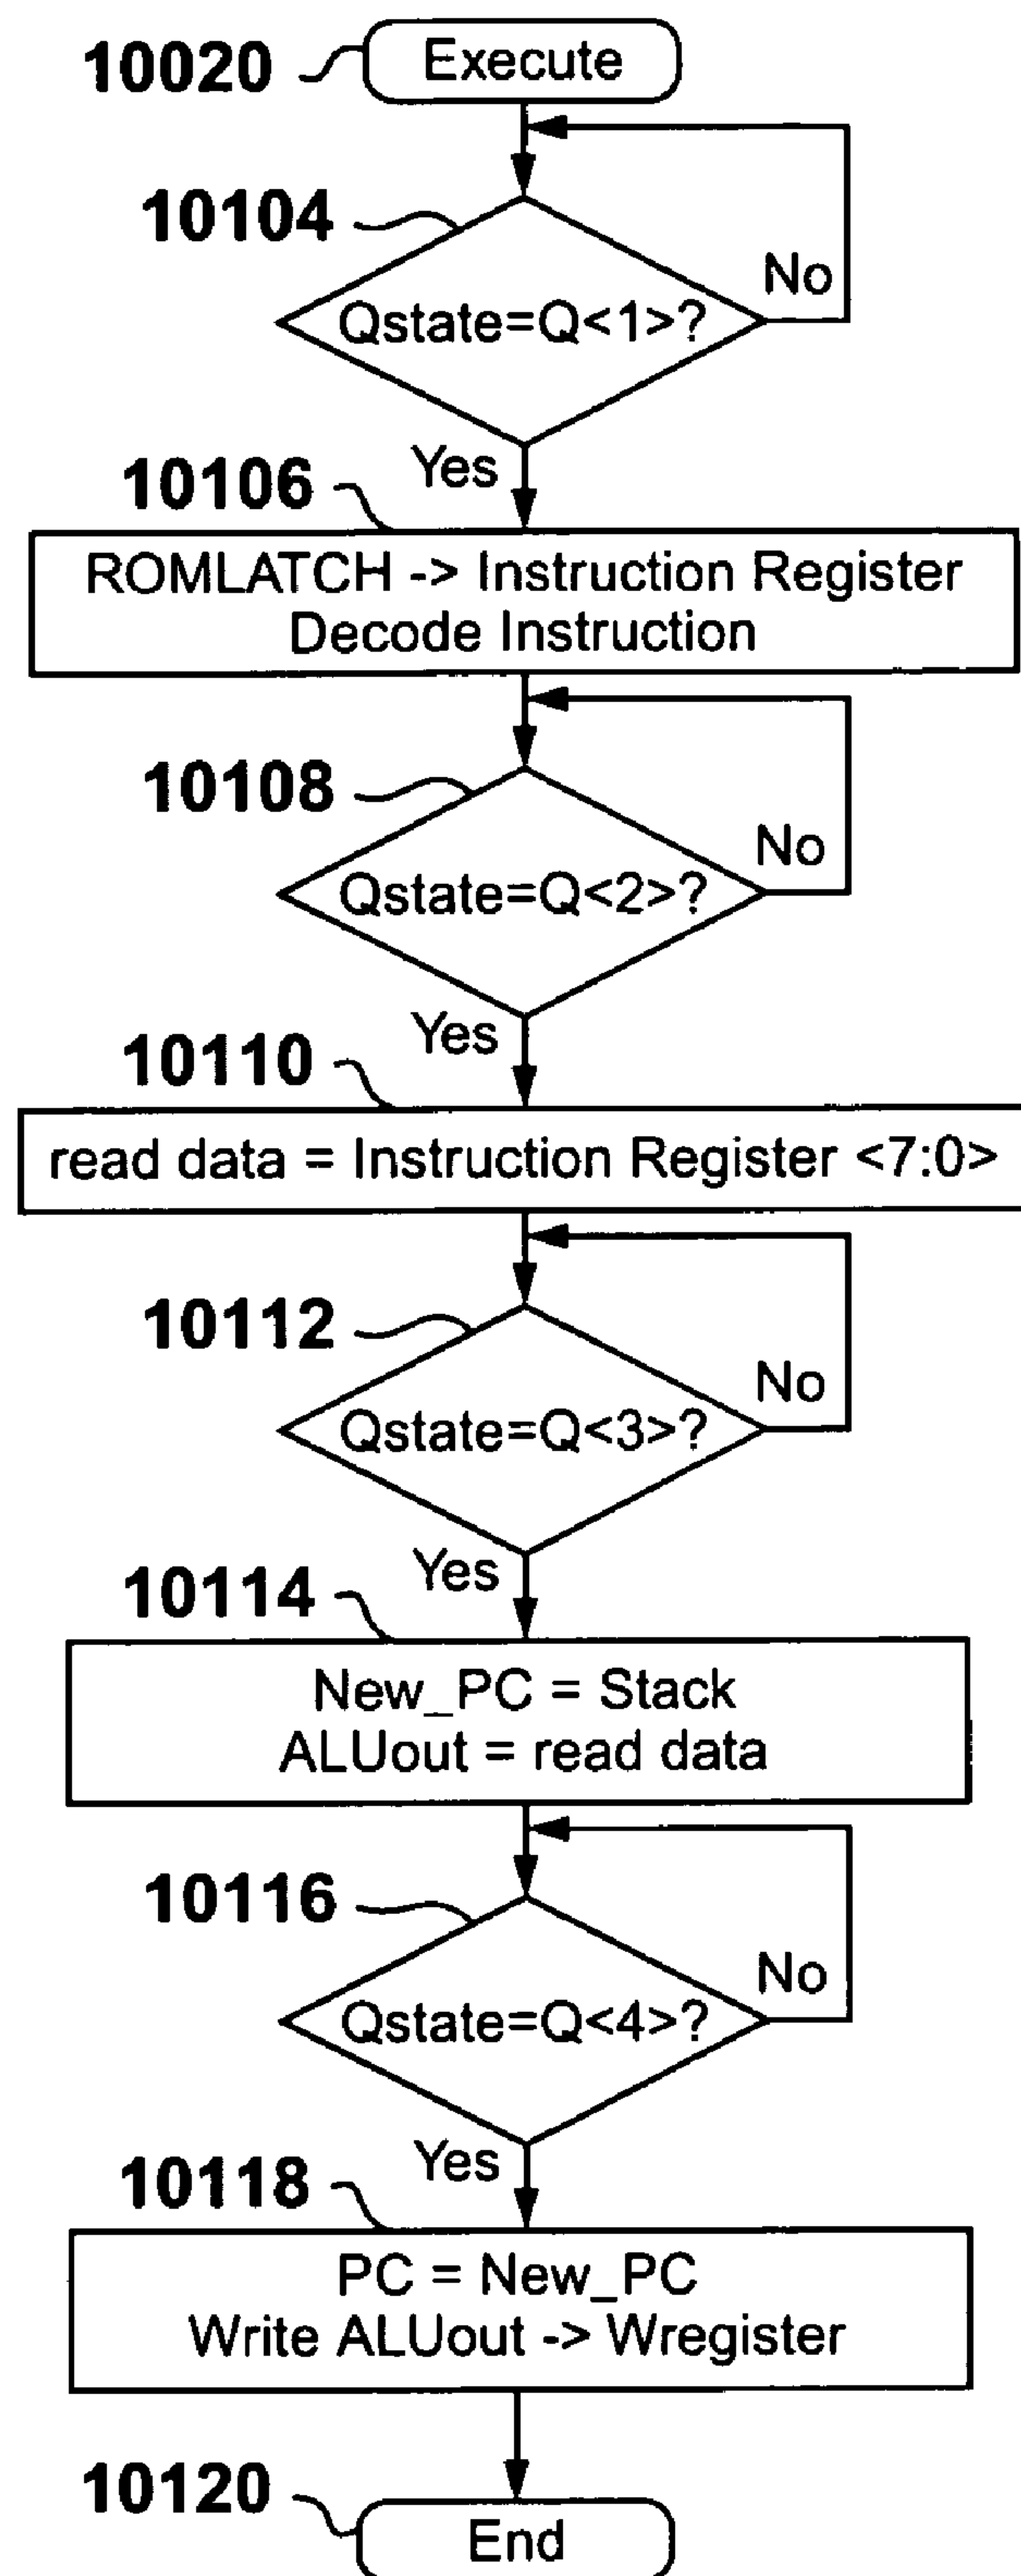 10020 Execute
10104
No
Qstate=Q<1>?
Yes
10106
ROMLATCH -> Instruction Register
Decode Instruction
10108
No
Qstate=Q<2>?
Yes
10110
read data = Instruction Register <7:0>
10112
No
Qstate=Q<3>?
Yes
10114
New_PC = Stack
ALUout = read data
10116
No
Qstate=Q<4>?
Yes
10118
PC = New_PC
Write ALUout -> Wregister
10120
End